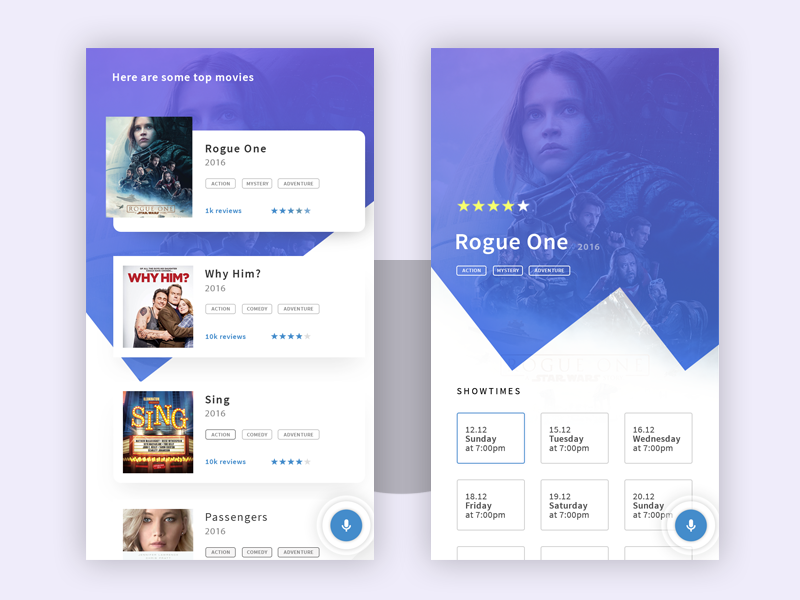 Here are some top movies
Rogue One
2016
ACTION MYSTERY ADVENTURE
1k reviews
ROGUE ONE
STAR WARS
Why Him?
2016
ACTION COMEDY ADVENTURE
10k reviews
WHY HIM?
Sing
2016
ACTION COMEDY ADVENTURE
10k reviews
ILLUMINATION
SING
Passengers
2016
ACTION COMEDY ADVENTURE
Rogue One 2016
ACTION MYSTERY ADVENTURE
ROGUE ONE
STAR WARS
SHOWTIMES
12.12
Sunday
at 7:00pm
15.12
Tuesday
at 7:00pm
16.12
Wednesday
at 7:00pm
18.12
Friday
at 7:00pm
19.12
Saturday
at 7:00pm
20.12
Sunday
at 7:00pm